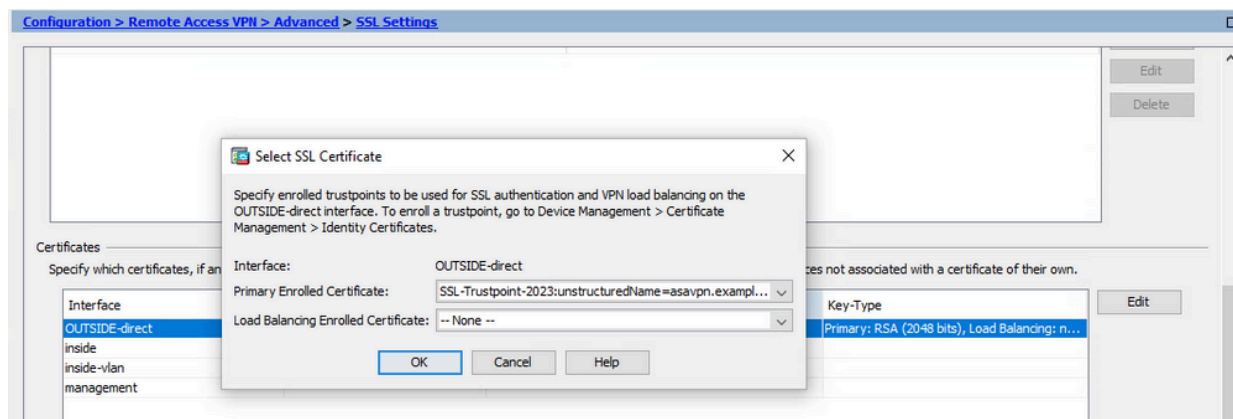 Configuration > Remote Access VPN > Advanced > SSL Settings
Edit
Delete
Select SSL Certificate
Specify enrolled trustpoints to be used for SSL authentication and VPN load balancing on the
OUTSIDE-direct interface. To enroll a trustpoint, go to Device Management > Certificate
Management > Identity Certificates.
Interface: OUTSIDE-direct
Primary Enrolled Certificate: SSL-Trustpoint-2023:unstructuredName=asavpn.exampl...
Load Balancing Enrolled Certificate: -- None --
OK Cancel Help
Certificates
Specify which certificates, if an ces not associated with a certificate of their own.
Interface Key-Type Edit
OUTSIDE-direct Primary: RSA (2048 bits), Load Balancing: n...
inside
inside-vlan
management